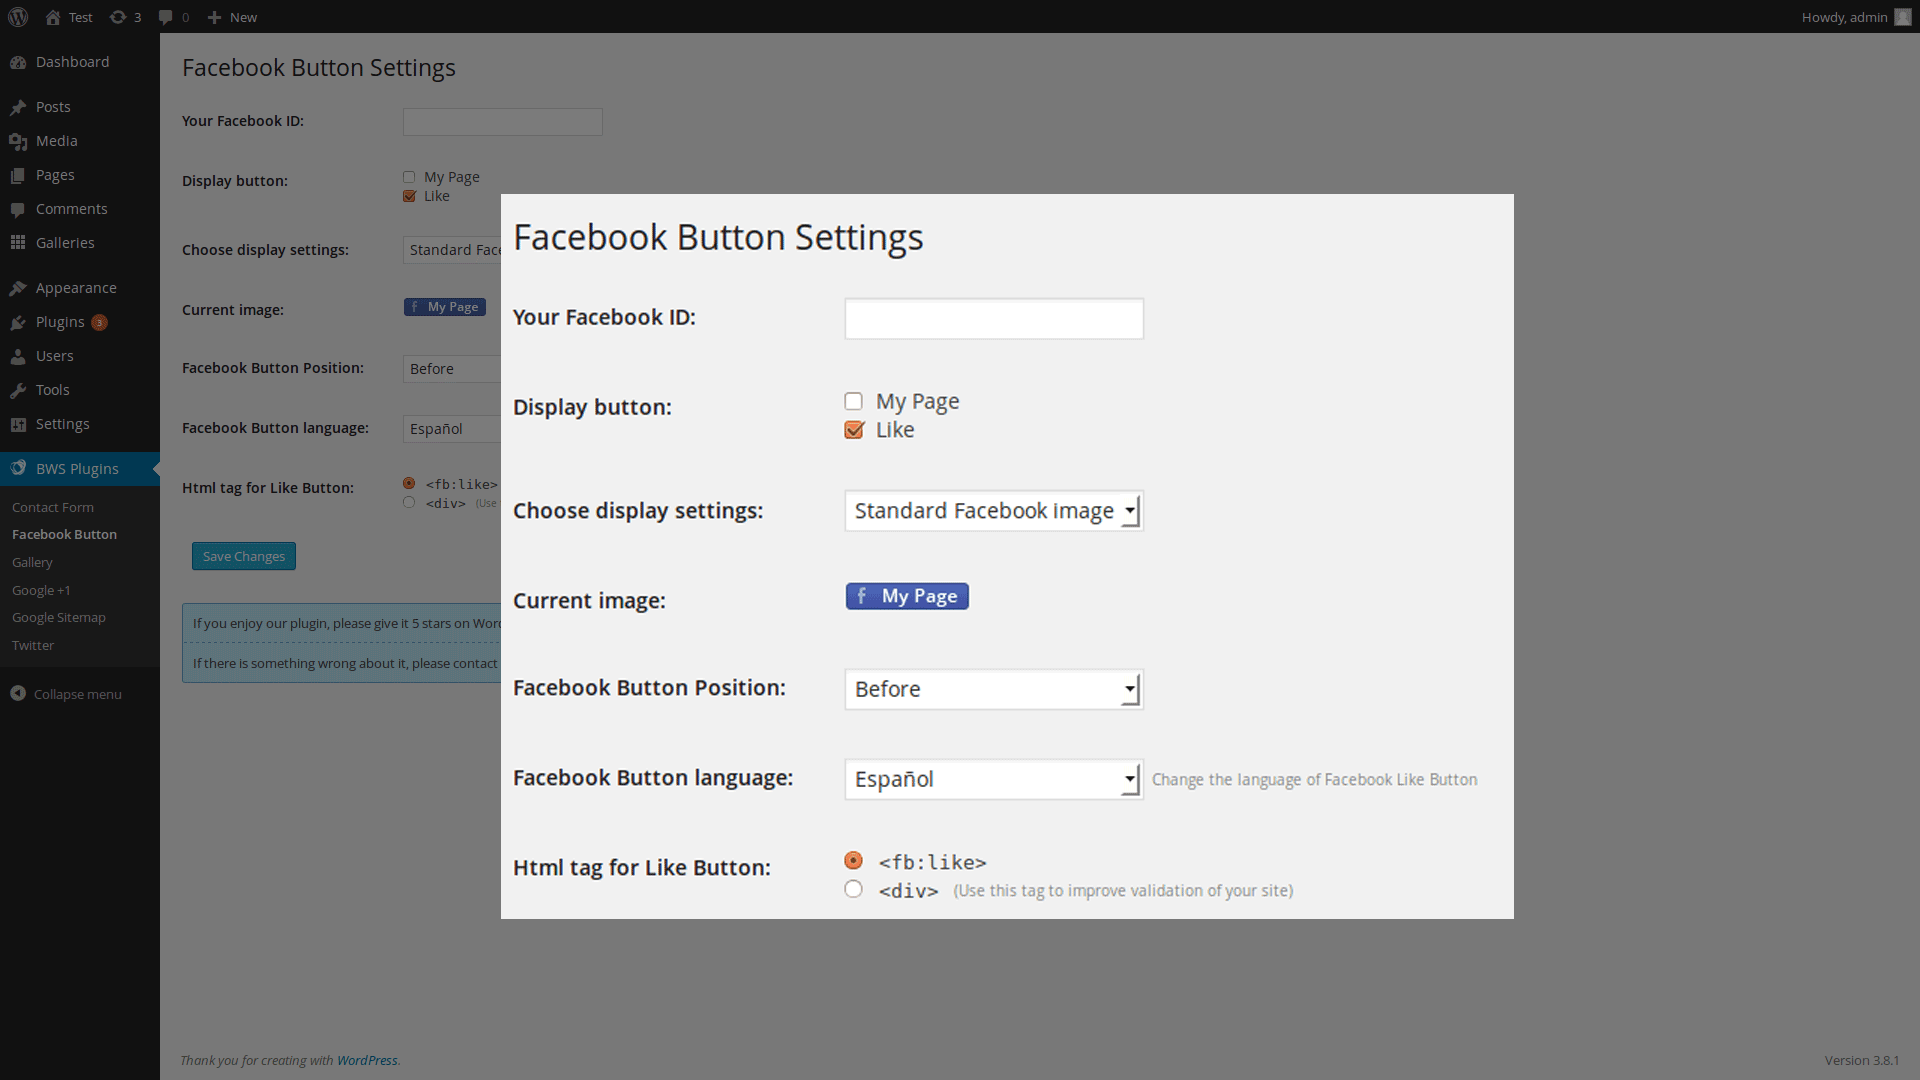 Test 3 0 New Howdy, admin
Dashboard
Posts
Media
Pages
Comments
Galleries
Appearance
Plugins 3
Users
Tools
Settings
BWS Plugins
Contact Form
Facebook Button
Gallery
Google +1
Google Sitemap
Twitter
Collapse menu
Facebook Button Settings
Your Facebook ID:
Display button: My Page
Like
Choose display settings: Standard Face
Current image: f My Page
Facebook Button Position: Before
Facebook Button language: Español
Html tag for Like Button: <fb:like>
<div> (Use
Save Changes
If you enjoy our plugin, please give it 5 stars on Wor
If there is something wrong about it, please contact
Facebook Button Settings
Your Facebook ID:
Display button: My Page
Like
Choose display settings: Standard Facebook image
Current image: f My Page
Facebook Button Position: Before
Facebook Button language: Español Change the language of Facebook Like Button
Html tag for Like Button: <fb:like>
<div> (Use this tag to improve validation of your site)
Thank you for creating with WordPress. Version 3.8.1